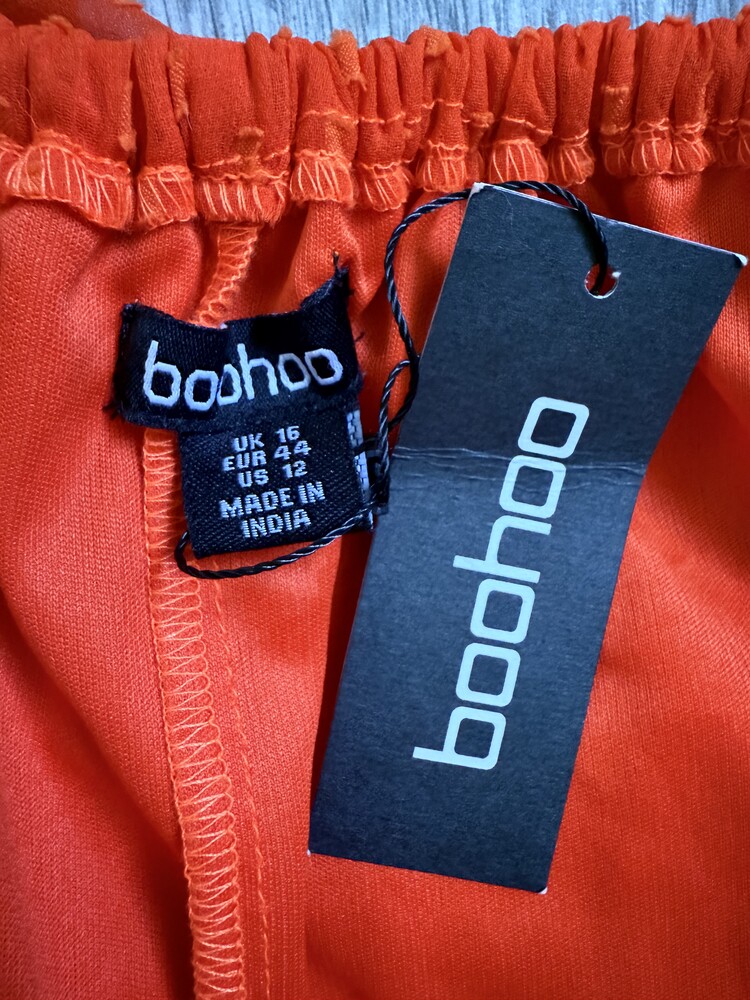 boohoo
UK 16
EUR 44
US 12
MADE IN
INDIA
boohoo